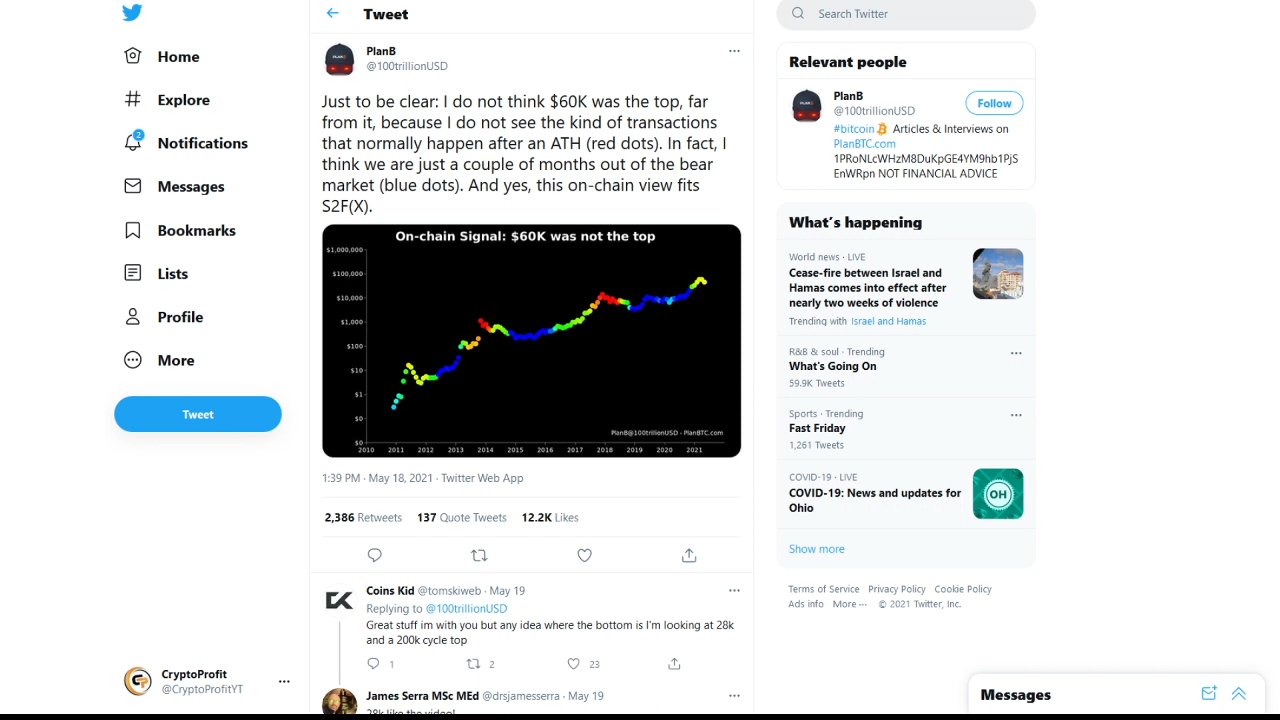 Home
Explore
2
Notifications
Messages
Bookmarks
Lists
Profile
More
Tweet
CryptoProfit
@CryptoProfitYT
Tweet
PlanB
@100trillionUSD
Just to be clear: I do not think $60K was the top, far
from it, because I do not see the kind of transactions
that normally happen after an ATH (red dots). In fact, I
think we are just a couple of months out of the bear
market (blue dots). And yes, this on-chain view fits
S2F(X).
On-chain Signal: $60K was not the top
$1,000,000
$100,000
$10,000
$1,000
$100
$10
$1
$0
$0
2010 2011 2012 2013 2014 2015 2016 2017 2018 2019 2020 2021
PlanB@100trillionUSD - PlanBTC.com
1:39 PM · May 18, 2021 · Twitter Web App
2,386 Retweets 137 Quote Tweets 12.2K Likes
Coins Kid @tomskiweb · May 19
Replying to @100trillionUSD
Great stuff im with you but any idea where the bottom is I'm looking at 28k
and a 200k cycle top
1 2 23
James Serra MSc MEd @drsjamesserra · May 19
28k like the video!
Search Twitter
Relevant people
PlanB
@100trillionUSD
Follow
#bitcoin Articles & Interviews on
PlanBTC.com
1PRoNLcWHzM8DuKpGE4YM9hb1PjS
EnWRpn NOT FINANCIAL ADVICE
What's happening
World news · LIVE
Cease-fire between Israel and
Hamas comes into effect after
nearly two weeks of violence
Trending with Israel and Hamas
R&B & soul · Trending
What's Going On
59.9K Tweets
Sports · Trending
Fast Friday
1,261 Tweets
COVID-19 · LIVE
COVID-19: News and updates for
Ohio
OH
Show more
Terms of Service Privacy Policy Cookie Policy
Ads info More ··· © 2021 Twitter, Inc.
Messages